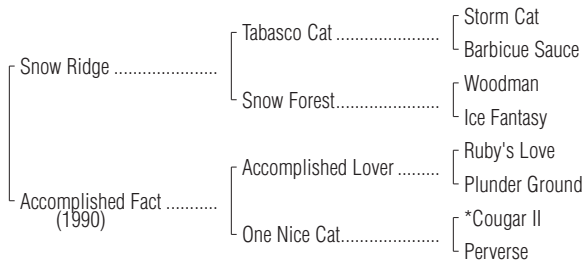 Storm Cat
Tabasco Cat ......................
Barbicue Sauce
Snow Ridge ......................
Woodman
Snow Forest......................
Ice Fantasy
Ruby's Love
Accomplished Lover .........
Plunder Ground
Accomplished Fact ...........
(1990)
*Cougar II
One Nice Cat.....................
Perverse